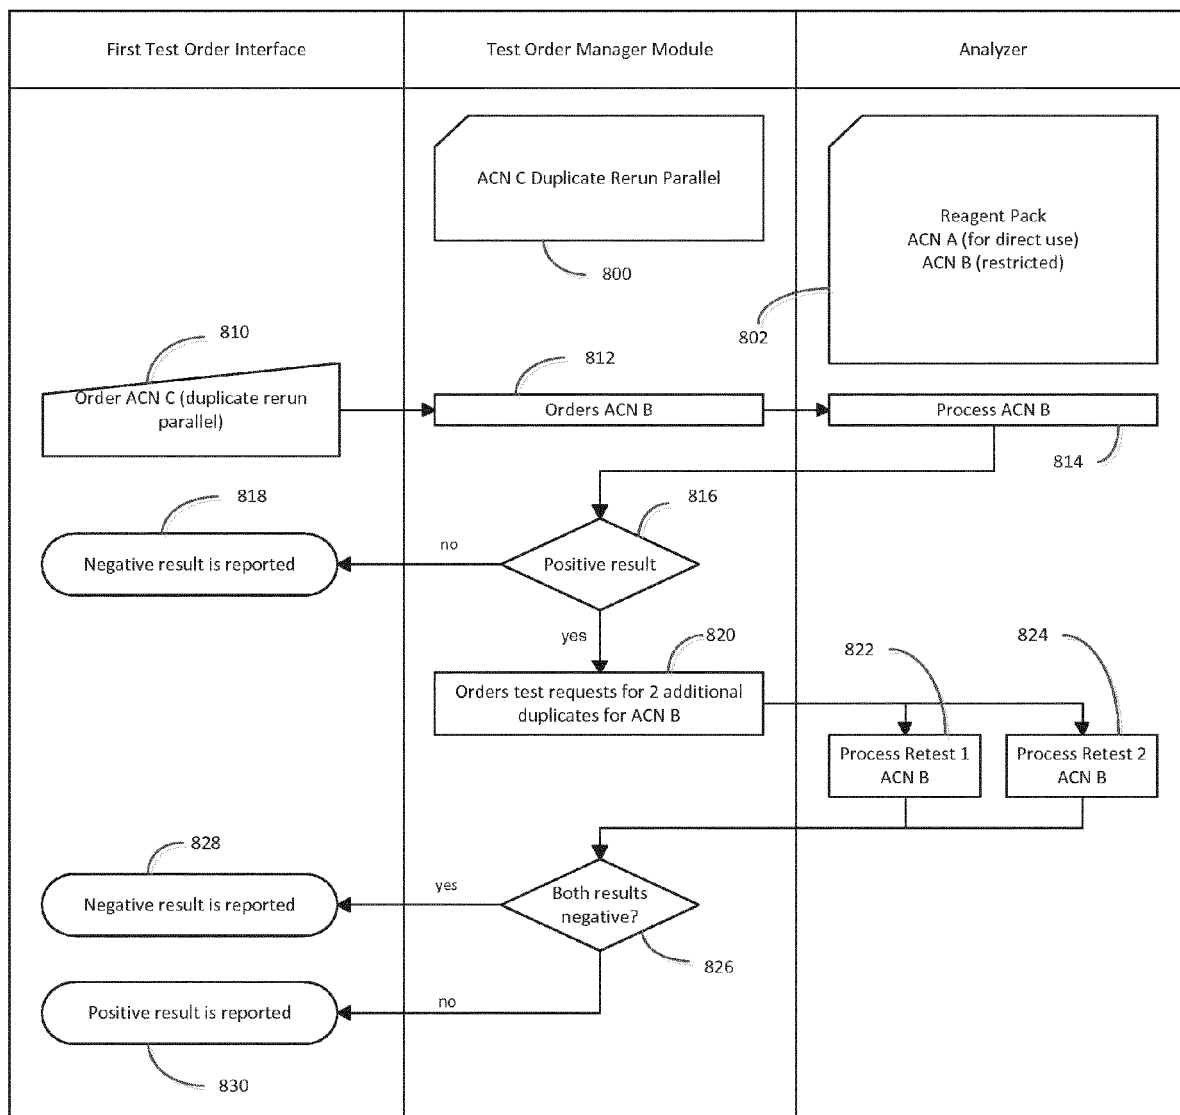 First Test Order Interface
Test Order Manager Module
Analyzer
ACN C Duplicate Rerun Parallel
800
Reagent Pack
ACN A (for direct use)
ACN B (restricted)
802
810
Order ACN C (duplicate rerun
parallel)
812
Orders ACN B
Process ACN B
814
818
Negative result is reported
no
816
Positive result
yes
820
Orders test requests for 2 additional
duplicates for ACN B
822
824
Process Retest 1
ACN B
Process Retest 2
ACN B
828
Negative result is reported
yes
Both results
negative?
826
Positive result is reported
no
830